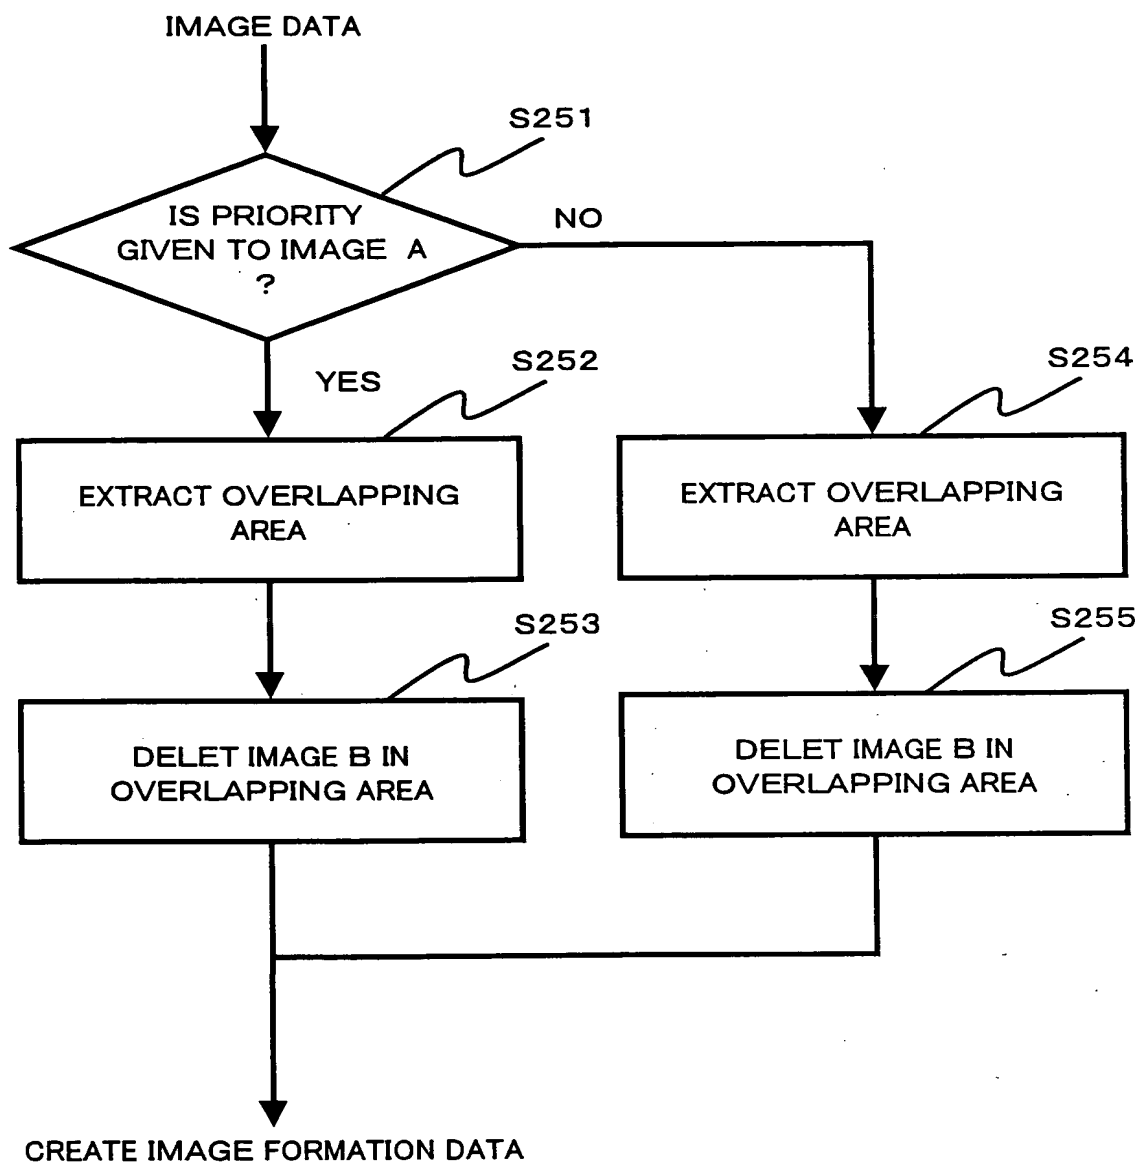 IMAGE DATA
S251
IS PRIORITY
GIVEN TO IMAGE A
?
NO
YES
S252
S254
EXTRACT OVERLAPPING
AREA
EXTRACT OVERLAPPING
AREA
S253
S255
DELET IMAGE B IN
OVERLAPPING AREA
DELET IMAGE B IN
OVERLAPPING AREA
CREATE IMAGE FORMATION DATA